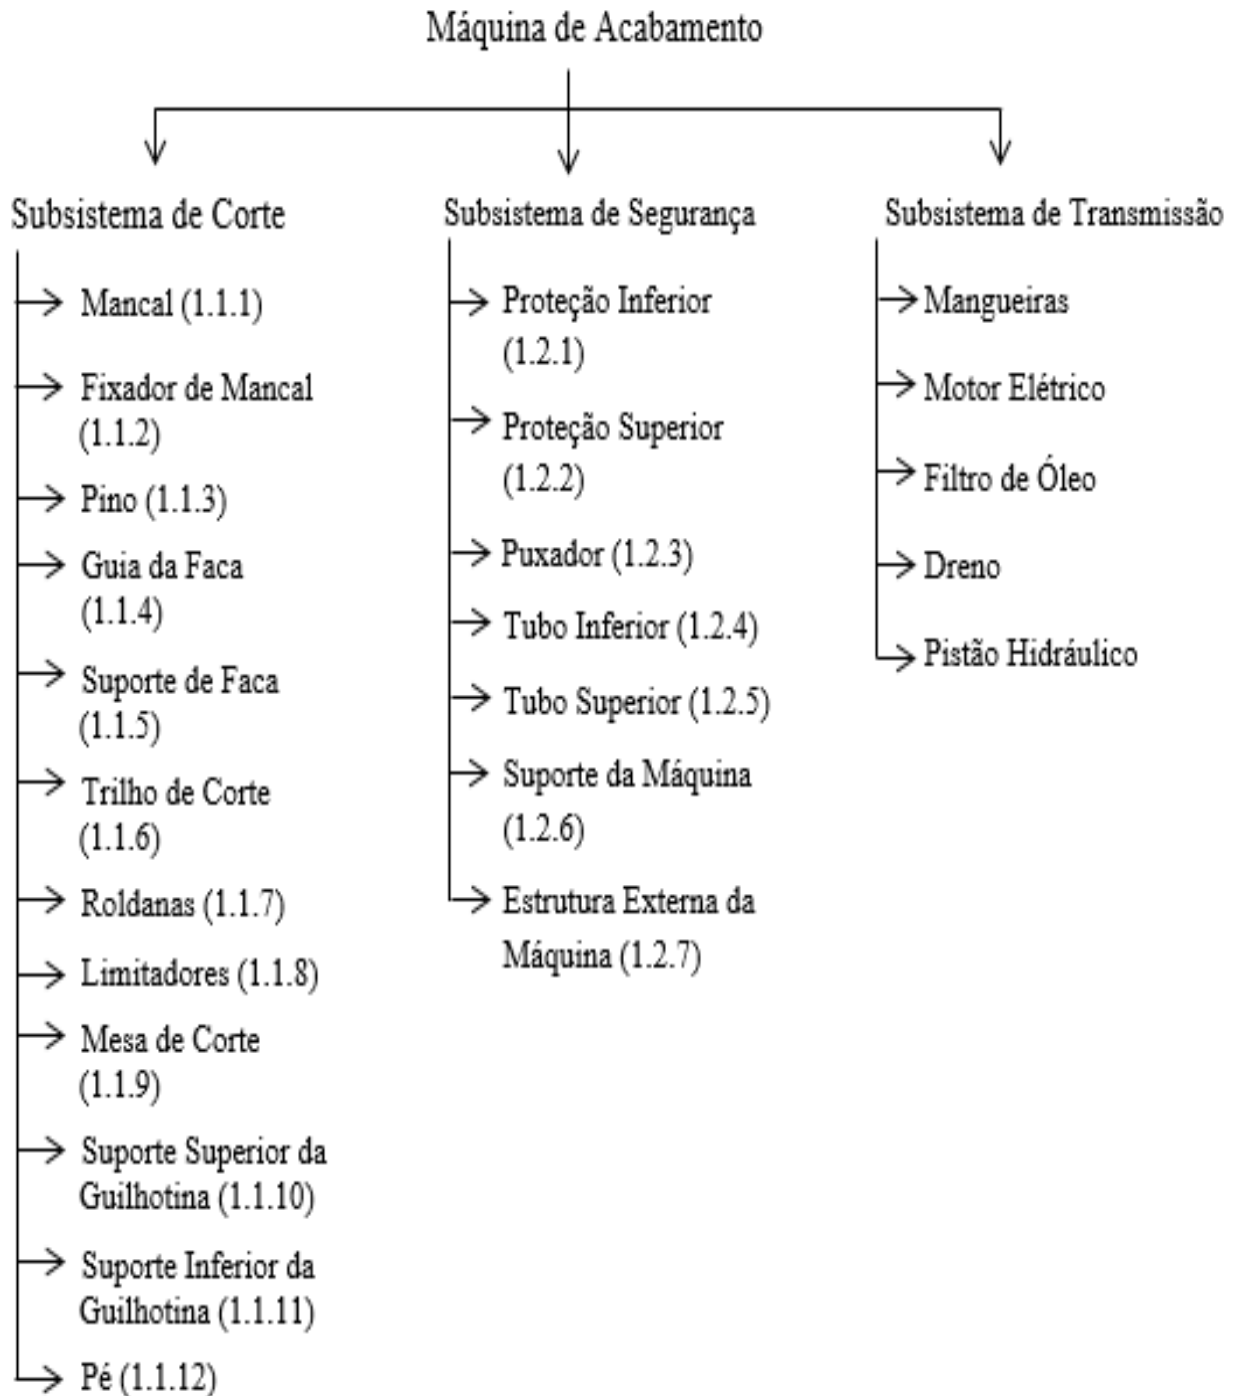 Máquina de Acabamento
Subsistema de Corte
Mancal (1.1.1)
Fixador de Mancal
(1.1.2)
Pino (1.1.3)
Guia da Faca
(1.1.4)
Suporte de Faca
(1.1.5)
Trilho de Corte
(1.1.6)
Roldanas (1.1.7)
Limitadores (1.1.8)
Mesa de Corte
(1.1.9)
Suporte Superior da
Guilhotina (1.1.10)
Suporte Inferior da
Guilhotina (1.1.11)
Pé (1.1.12)
Subsistema de Segurança
Proteção Inferior
(1.2.1)
Proteção Superior
(1.2.2)
Puxador (1.2.3)
Tubo Inferior (1.2.4)
Tubo Superior (1.2.5)
Suporte da Máquina
(1.2.6)
Estrutura Externa da
Máquina (1.2.7)
Subsistema de Transmissão
Mangueiras
Motor Elétrico
Filtro de Óleo
Dreno
Pistão Hidráulico